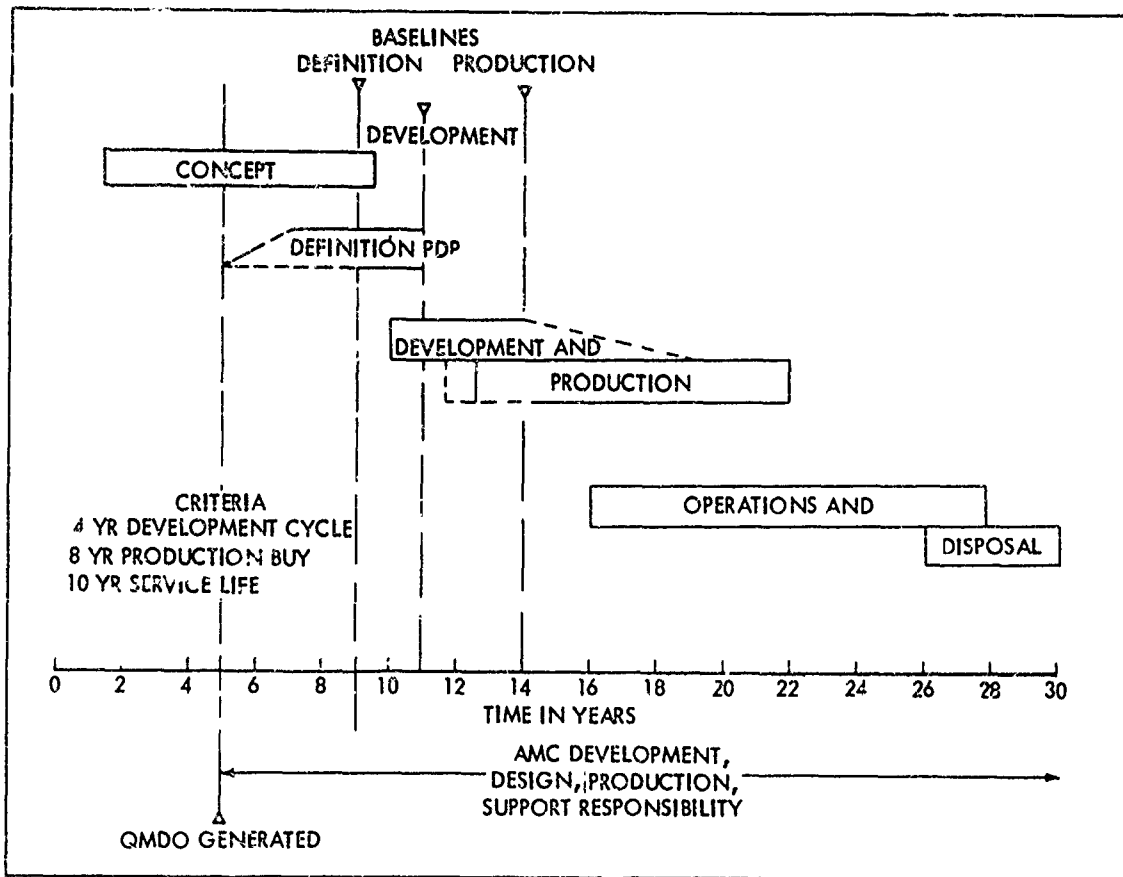 BASELINES
DEFINITION PRODUCTION
DEVELOPMENT
CONCEPT
DEFINITION PDP
DEVELOPMENT AND
PRODUCTION
OPERATIONS AND
DISPOSAL
CRITERIA
4 YR DEVELOPMENT CYCLE
8 YR PRODUCTION BUY
10 YR SERVICE LIFE
0 2 4 6 8 10 12 14 16 18 20 22 24 26 28 30
TIME IN YEARS
AMC DEVELOPMENT,
DESIGN, PRODUCTION,
SUPPORT RESPONSIBILITY
QMDO GENERATED